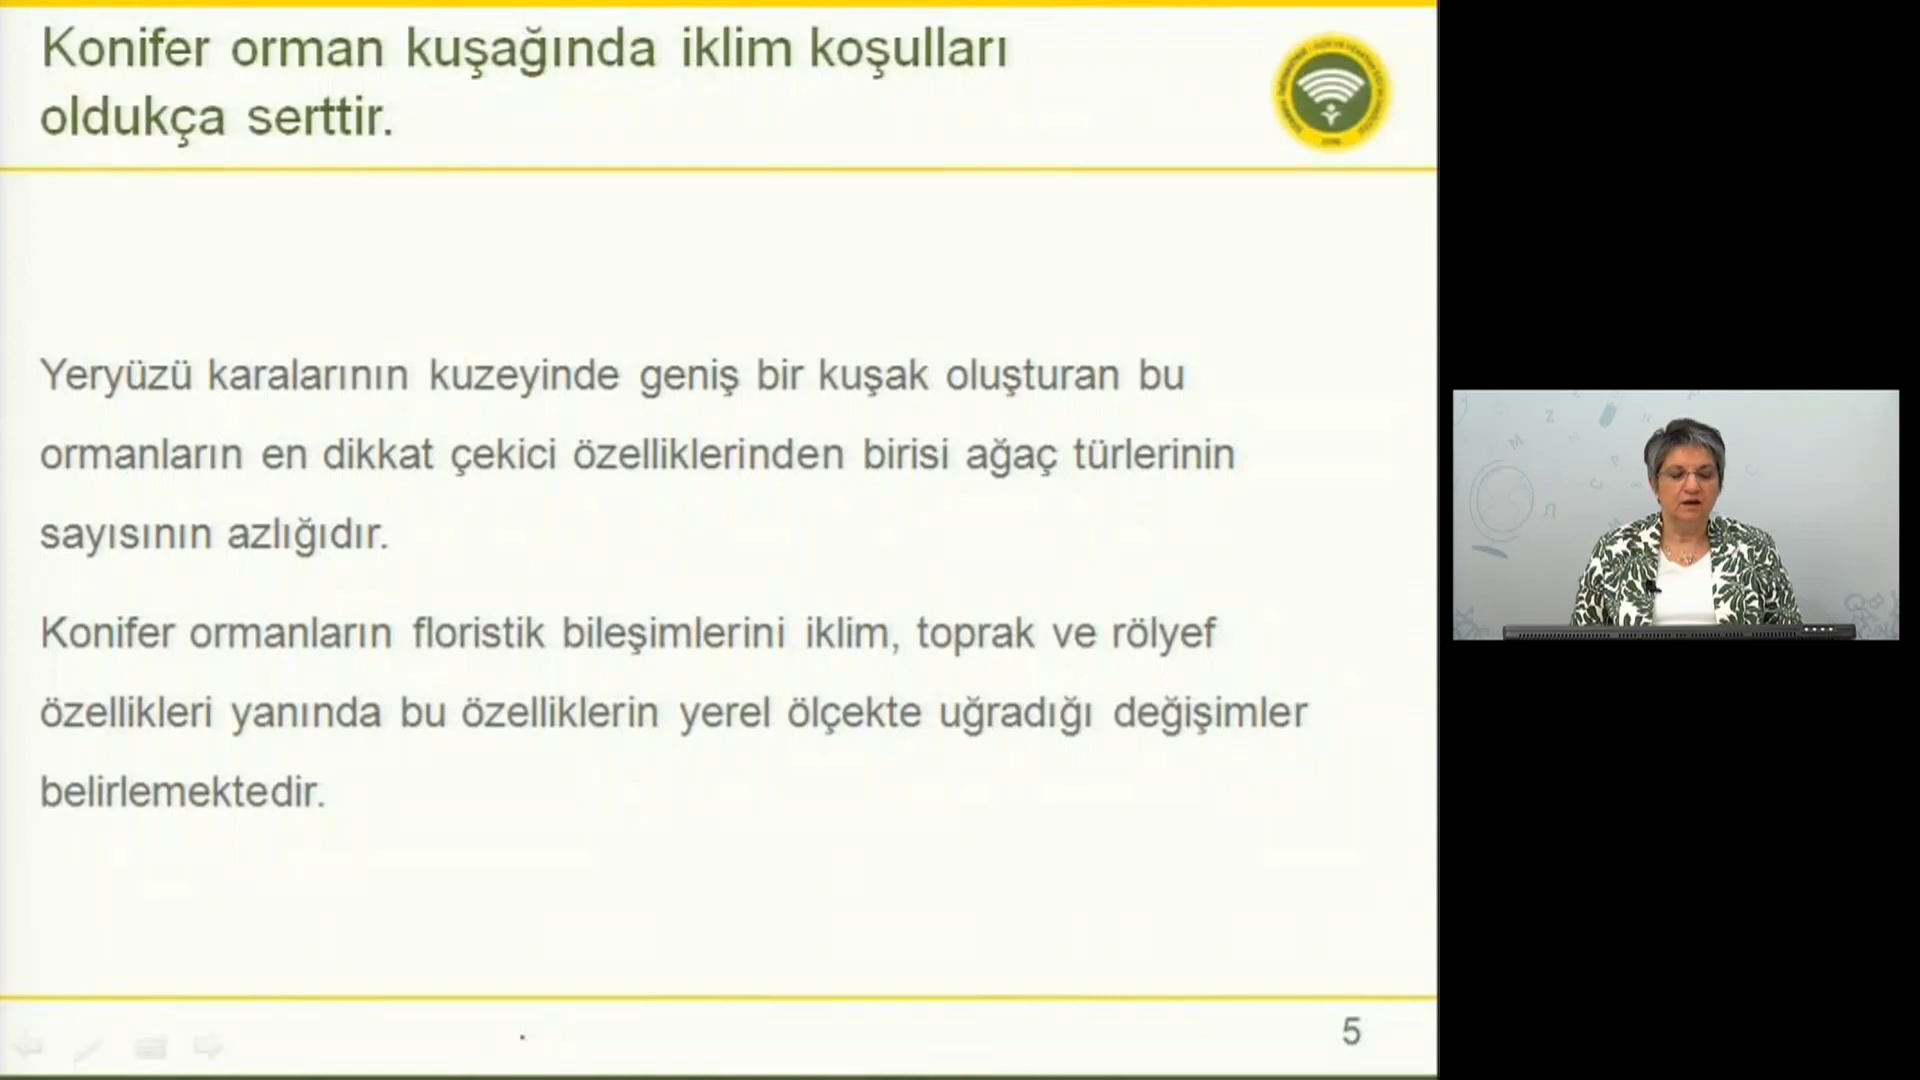 Konifer orman kuşağında iklim koşulları
oldukça serttir.
Yeryüzü karalarının kuzeyinde geniş bir kuşak oluşturan bu
ormanların en dikkat çekici özelliklerinden birisi ağaç türlerinin
sayısının azlığıdır.
Konifer ormanların floristik bileşimlerini iklim, toprak ve rölyef
özellikleri yanında bu özelliklerin yerel ölçekte uğradığı değişimler
belirlemektedir.
5